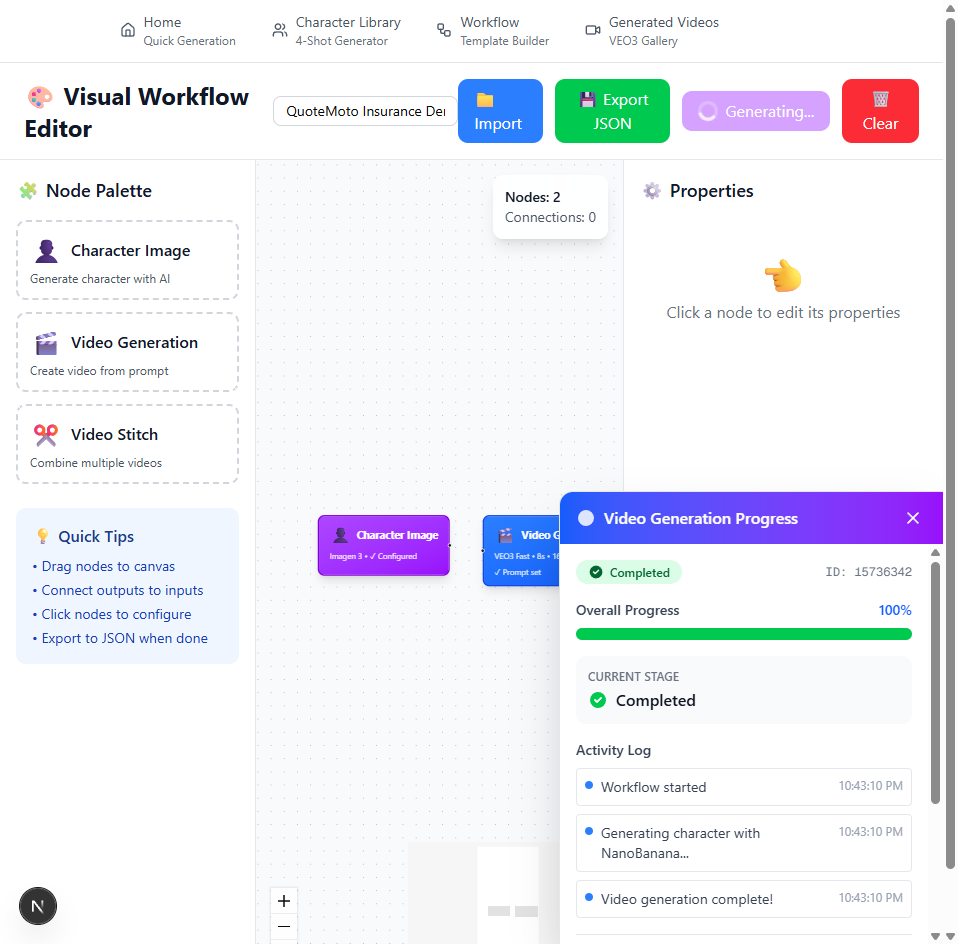 Home
Quick Generation
Character Library
4-Shot Generator
Workflow
Template Builder
Generated Videos
VEO3 Gallery
Visual Workflow
Editor
QuoteMoto Insurance
Import
Export
JSON
Generating...
Clear
Node Palette
Character Image
Generate character with AI
Video Generation
Create video from prompt
Video Stitch
Combine multiple videos
Quick Tips
• Drag nodes to canvas
• Connect outputs to inputs
• Click nodes to configure
• Export to JSON when done
Nodes: 2
Connections: 0
Character Image
Imagen 3 • ✓ Configured
Video
VEO3 Fast • 8s •
✓ Prompt set
Properties
Click a node to edit its properties
Video Generation Progress
Completed
ID: 15736342
Overall Progress
100%
CURRENT STAGE
Completed
Activity Log
Workflow started
10:43:10 PM
Generating character with
NanoBanana...
10:43:10 PM
Video generation complete!
10:43:10 PM
N